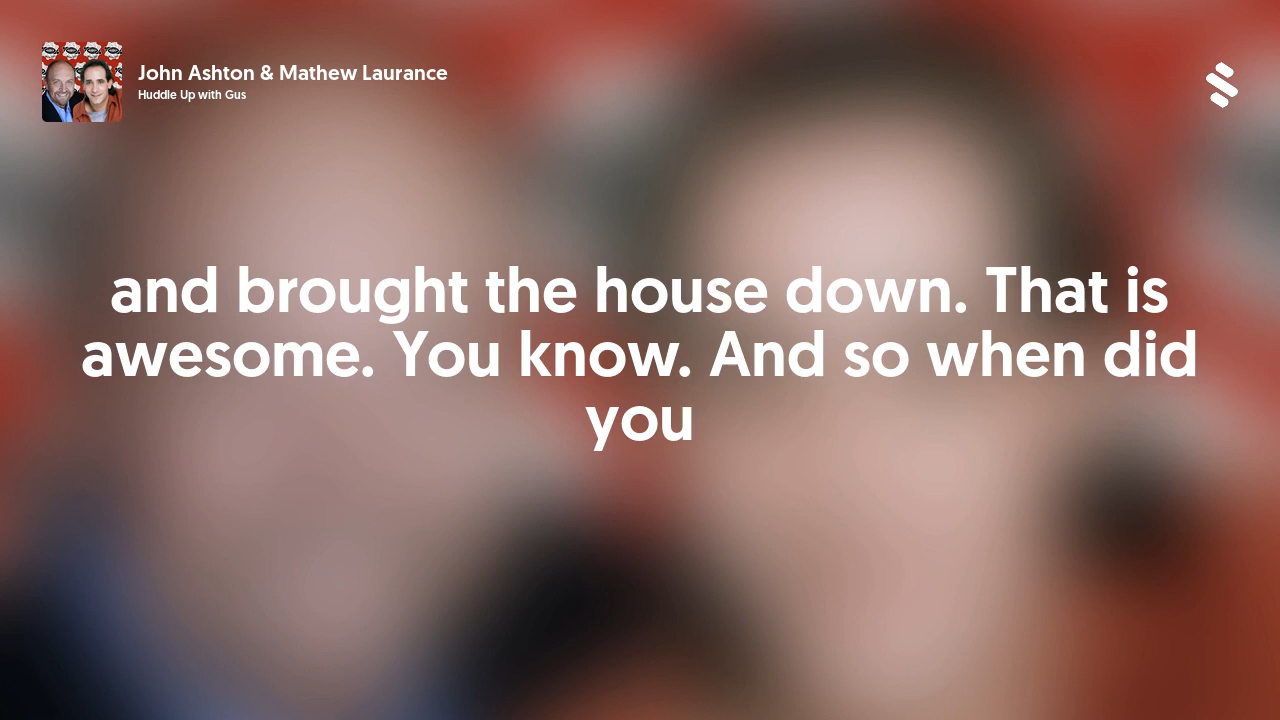 John Ashton & Mathew Laurance
Huddle Up with Gus
and brought the house down. That is
awesome. You know. And so when did
you